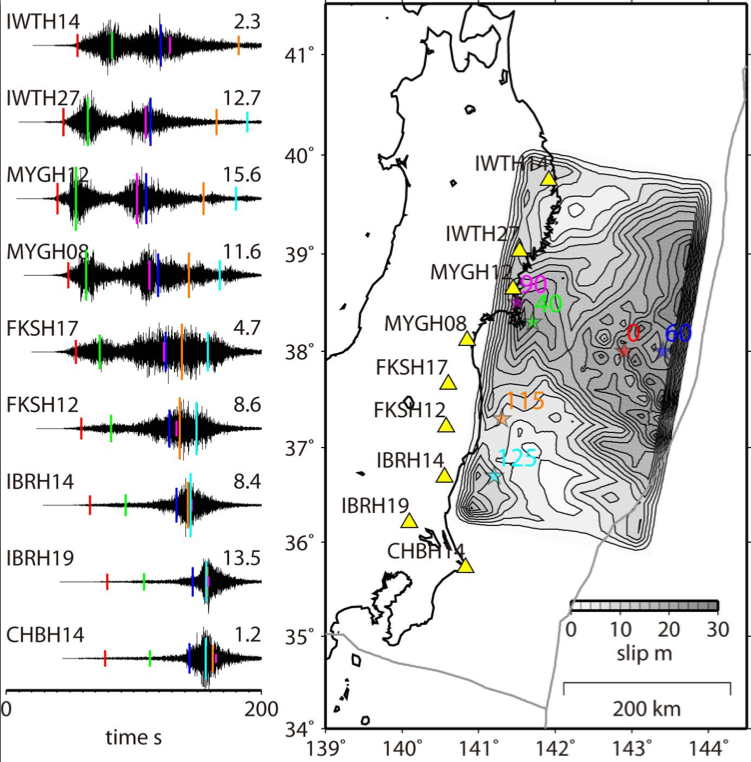 IWTH14 2.3
IWTH27 12.7
MYGH12 15.6
MYGH08 11.6
FKSH17 4.7
FKSH12 8.6
IBRH14 8.4
IBRH19 13.5
CHBH14 1.2
0 200
time s
41°
40°
39°
38°
37°
36°
35°
34°
IWTH14
IWTH27
MYGH12
90
40
MYGH08
0 60
FKSH17
115
FKSH12
125
IBRH14
IBRH19
CHBH14
0 10 20 30
slip m
200 km
139° 140° 141° 142° 143° 144°